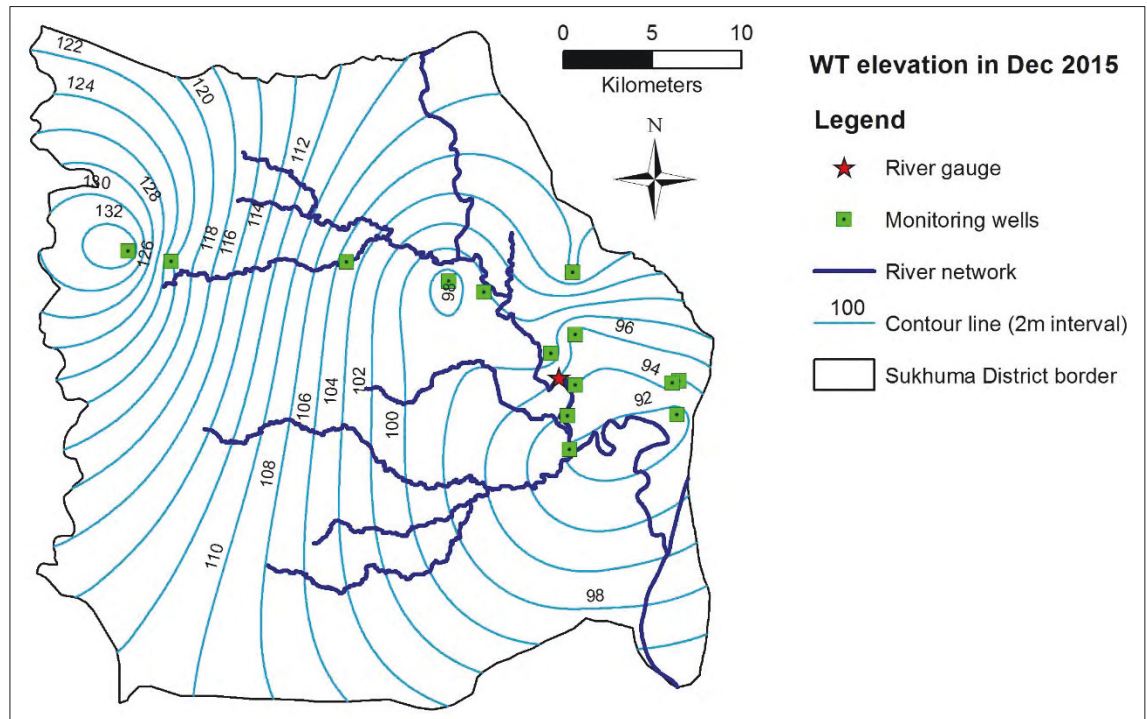 122
124
120
0 5 10
Kilometers
WT elevation in Dec 2015
Legend
N
112
River gauge
130
128
132
114
Monitoring wells
118
116
126
River network
98
100
Contour line (2m interval)
96
94
Sukhuma District border
102
104
92
106
100
108
110
98